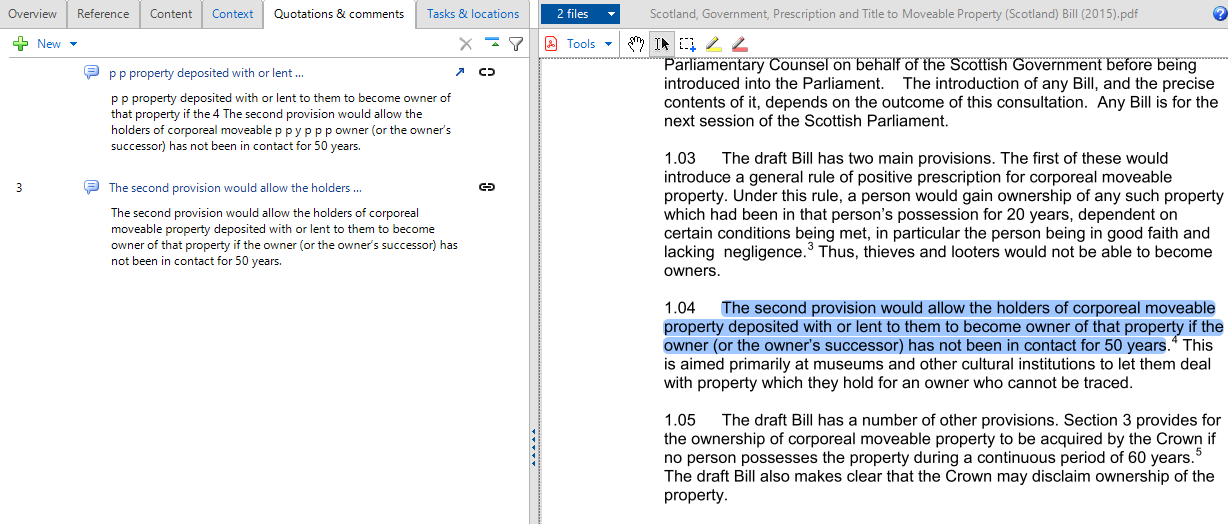 Overview Reference Content Context Quotations & comments Tasks & locations
New
p p property deposited with or lent ...
p p property deposited with or lent to them to become owner of
that property if the 4 The second provision would allow the
holders of corporeal moveable p p y p p p owner (or the owner's
successor) has not been in contact for 50 years.
3 The second provision would allow the holders ...
The second provision would allow the holders of corporeal
moveable property deposited with or lent to them to become
owner of that property if the owner (or the owner's successor) has
not been in contact for 50 years.
2 files Scotland, Government, Prescription and Title to Moveable Property (Scotland) Bill (2015).pdf ?
Tools
Parliamentary Counsel on behalf of the Scottish Government before being
introduced into the Parliament. The introduction of any Bill, and the precise
contents of it, depends on the outcome of this consultation. Any Bill is for the
next session of the Scottish Parliament.
1.03 The draft Bill has two main provisions. The first of these would
introduce a general rule of positive prescription for corporeal moveable
property. Under this rule, a person would gain ownership of any such property
which had been in that person's possession for 20 years, dependent on
certain conditions being met, in particular the person being in good faith and
lacking negligence.3 Thus, thieves and looters would not be able to become
owners.
1.04 The second provision would allow the holders of corporeal moveable
property deposited with or lent to them to become owner of that property if the
owner (or the owner's successor) has not been in contact for 50 years.4 This
is aimed primarily at museums and other cultural institutions to let them deal
with property which they hold for an owner who cannot be traced.
1.05 The draft Bill has a number of other provisions. Section 3 provides for
the ownership of corporeal moveable property to be acquired by the Crown if
no person possesses the property during a continuous period of 60 years.5
The draft Bill also makes clear that the Crown may disclaim ownership of the
property.